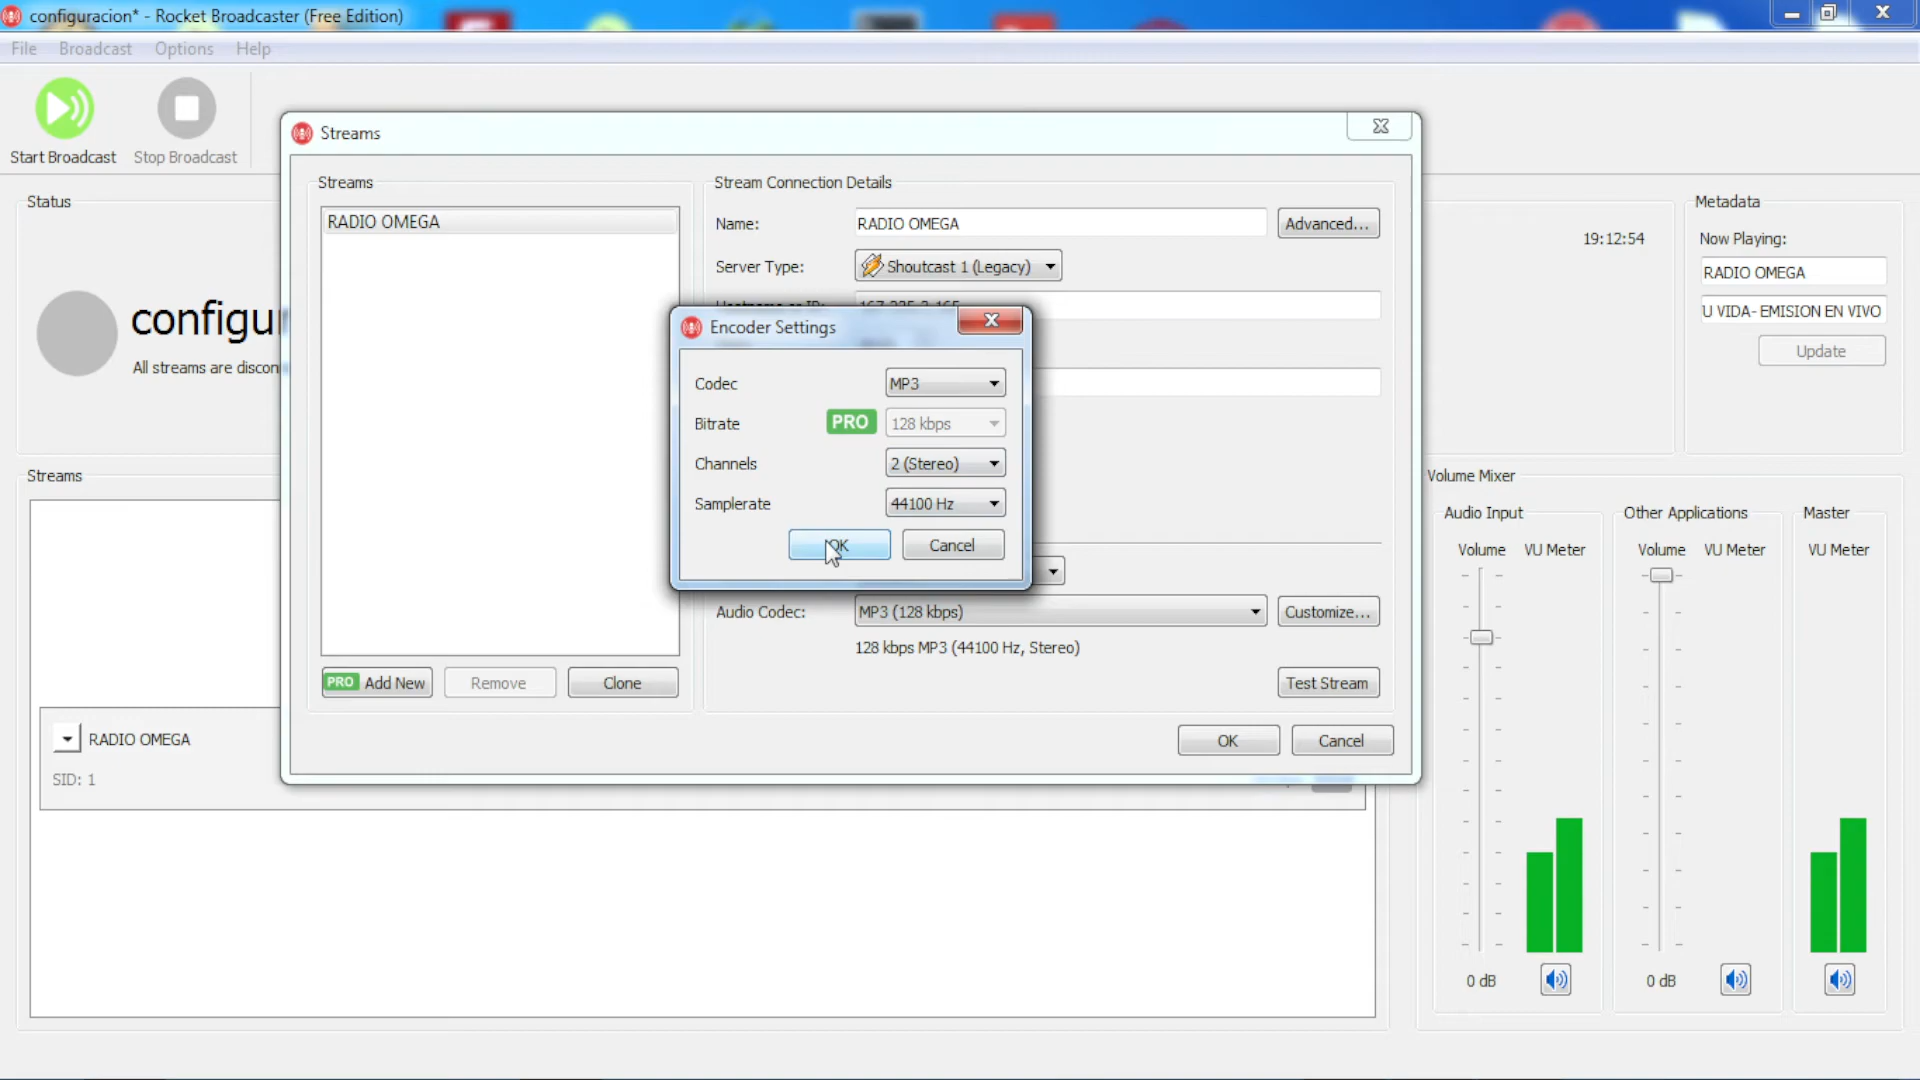 configuracion* - Rocket Broadcaster (Free Edition)
File Broadcast Options Help
Start Broadcast Stop Broadcast
Status
configu
All streams are discon
Streams
RADIO OMEGA
SID: 1
Streams
Streams
RADIO OMEGA
PRO Add New Remove Clone
Stream Connection Details
Name: RADIO OMEGA Advanced...
Server Type: Shoutcast 1 (Legacy)
Audio Codec: MP3 (128 kbps) Customize...
128 kbps MP3 (44100 Hz, Stereo)
Test Stream
OK Cancel
Encoder Settings
Codec MP3
Bitrate PRO 128 kbps
Channels 2 (Stereo)
Samplerate 44100 Hz
OK Cancel
19:12:54
Metadata
Now Playing:
RADIO OMEGA
U VIDA- EMISION EN VIVO
Update
Volume Mixer
Audio Input Other Applications Master
Volume VU Meter Volume VU Meter VU Meter
0 dB 0 dB